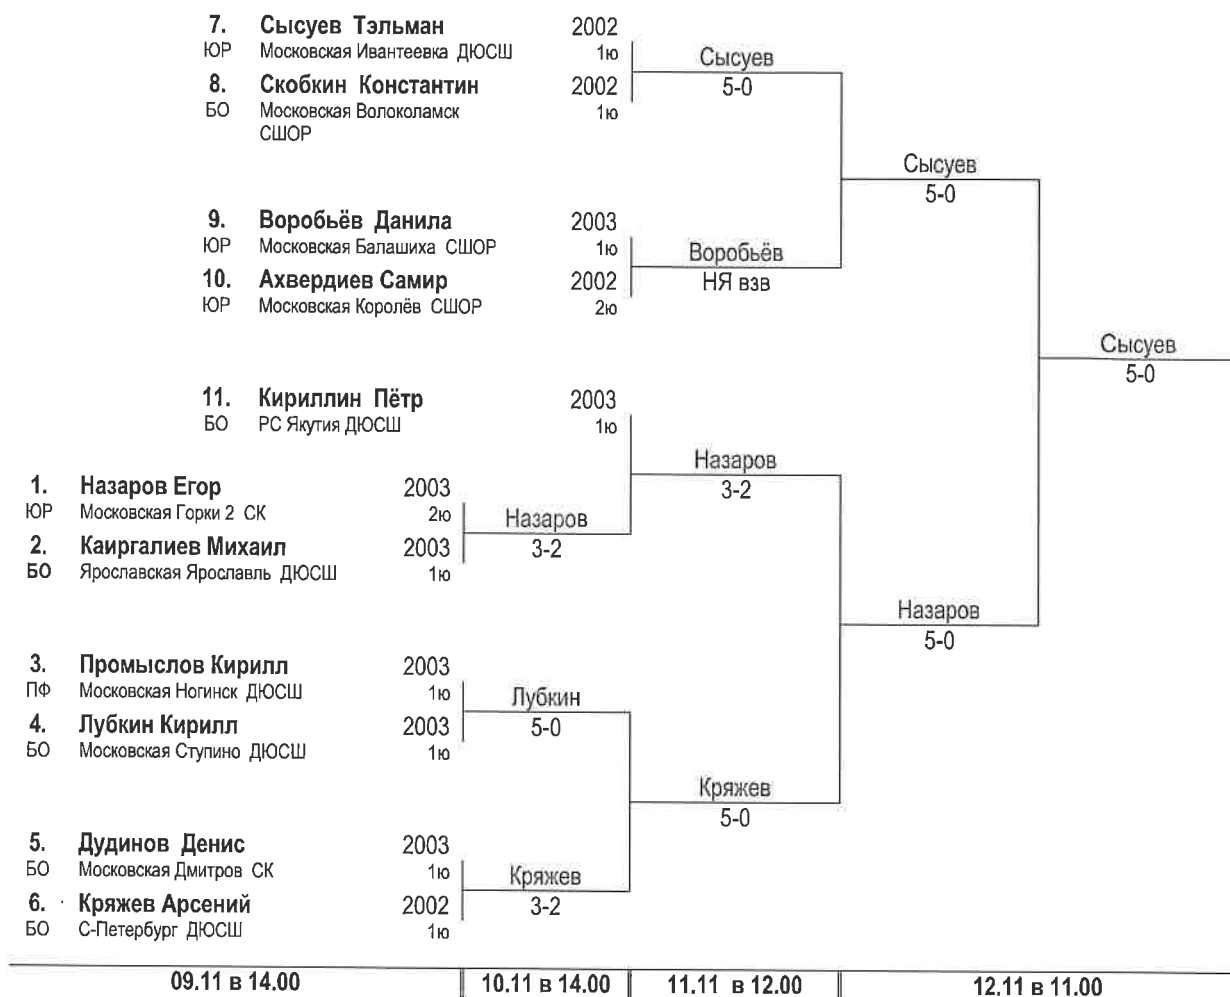 7. Сысуев Тэльман 2002
ЮР Московская Ивантеевка ДЮСШ 1ю
Сысуев
5-0
8. Скобкин Константин 2002
БО Московская Волоколамск 1ю
СШОР
Сысуев
5-0
9. Воробьёв Данила 2003
ЮР Московская Балашиха СШОР 1ю
Воробьёв
НЯ взв
10. Ахвердиев Самир 2002
ЮР Московская Королёв СШОР 2ю
Сысуев
5-0
11. Кириллин Пётр 2003
БО РС Якутия ДЮСШ 1ю
Назаров
3-2
1. Назаров Егор 2003
ЮР Московская Горки 2 СК 2ю
Назаров
3-2
2. Каиргалиев Михаил 2003
БО Ярославская Ярославль ДЮСШ 1ю
Назаров
5-0
3. Промыслов Кирилл 2003
ПФ Московская Ногинск ДЮСШ 1ю
Лубкин
5-0
4. Лубкин Кирилл 2003
БО Московская Ступино ДЮСШ 1ю
Кряжев
5-0
5. Дудинов Денис 2003
БО Московская Дмитров СК 1ю
Кряжев
3-2
6. Кряжев Арсений 2002
БО С-Петербург ДЮСШ 1ю
09.11 в 14.00 10.11 в 14.00 11.11 в 12.00 12.11 в 11.00